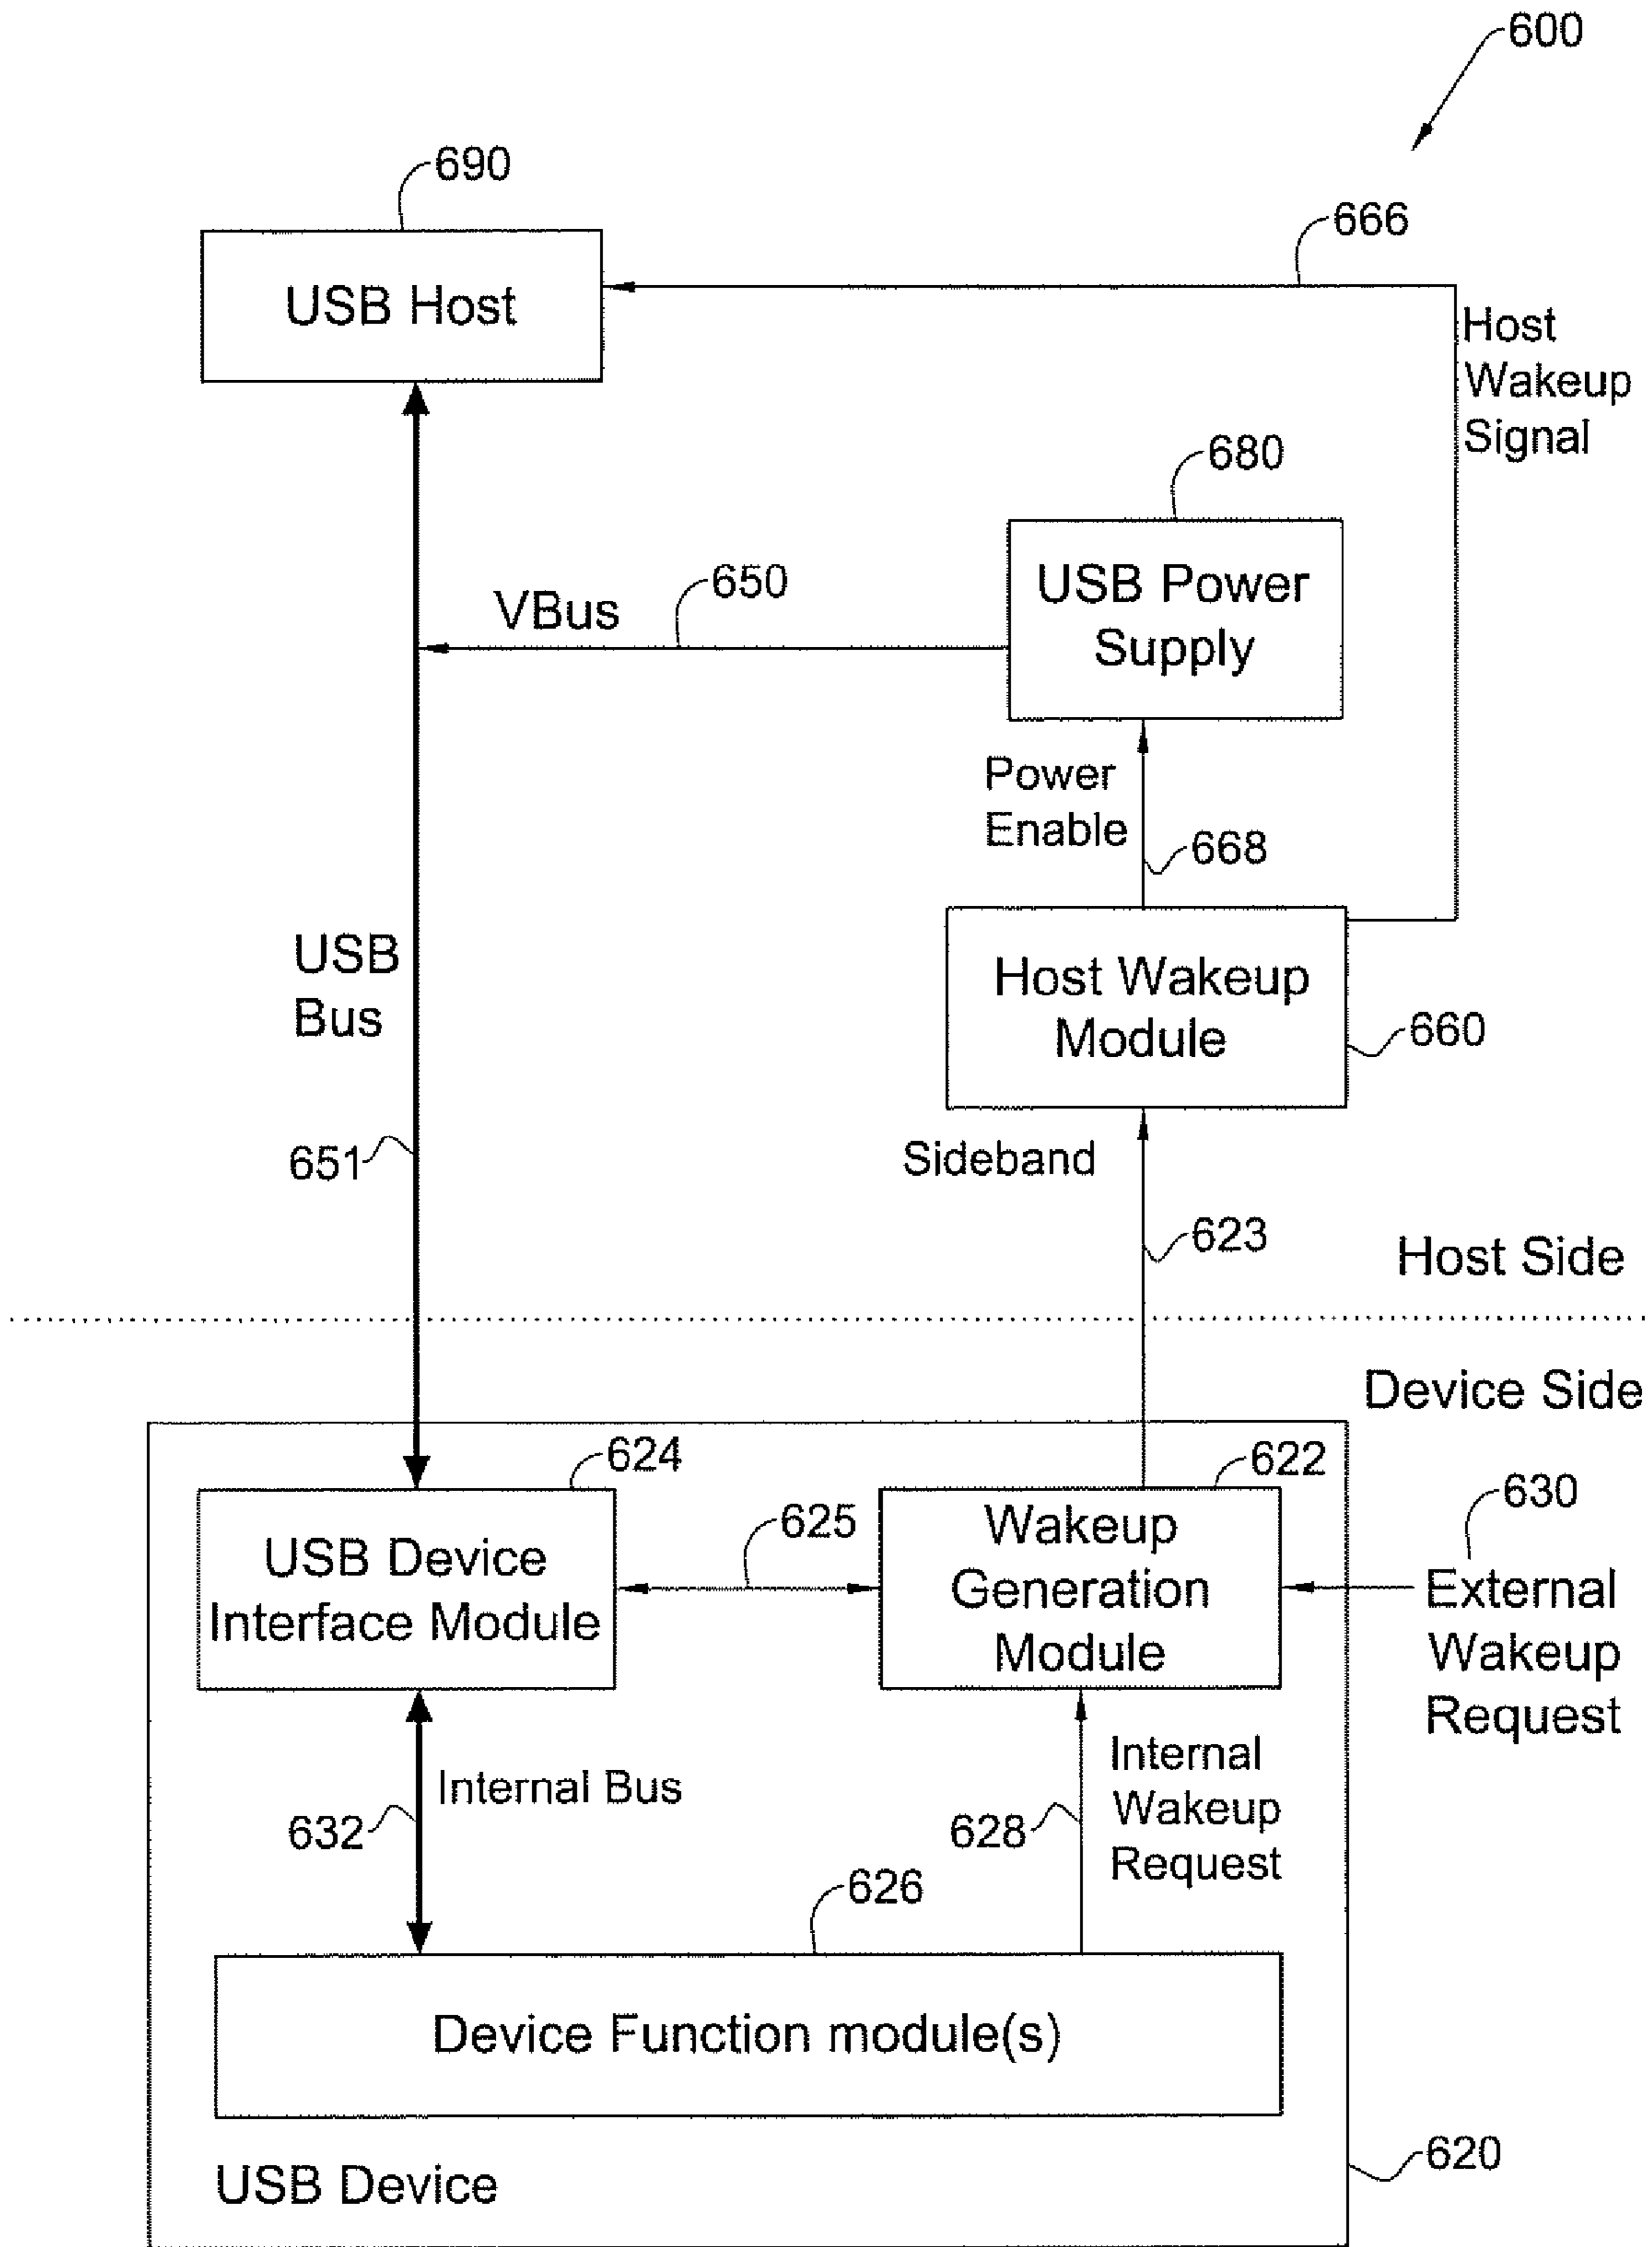 600
690
666
USB Host
Host
Wakeup
Signal
680
650
VBus
USB Power
Supply
Power
Enable
668
USB
Bus
Host Wakeup
Module
660
651
Sideband
623
Host Side
Device Side
624
622
630
625
USB Device
Interface Module
Wakeup
Generation
Module
External
Wakeup
Request
Internal Bus
632
Internal
Wakeup
Request
628
626
Device Function module(s)
620
USB Device